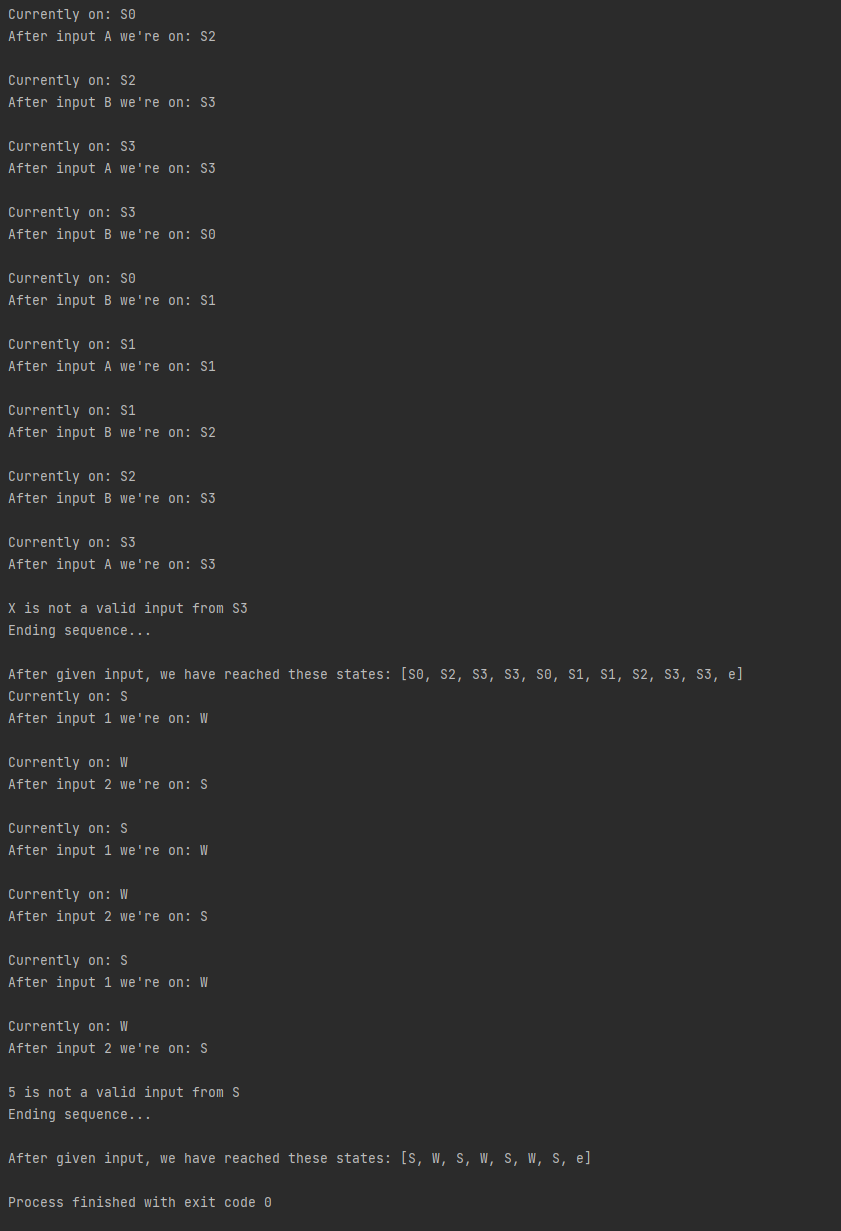 Currently on: S0
After input A we're on: S2
Currently on: S2
After input B we're on: S3
Currently on: S3
After input A we're on: S3
Currently on: S3
After input B we're on: S0
Currently on: S0
After input B we're on: S1
Currently on: S1
After input A we're on: S1
Currently on: S1
After input B we're on: S2
Currently on: S2
After input B we're on: S3
Currently on: S3
After input A we're on: S3
X is not a valid input from S3
Ending sequence...
After given input, we have reached these states: [S0, S2, S3, S3, S0, S1, S1, S2, S3, S3, e]
Currently on: S
After input 1 we're on: W
Currently on: W
After input 2 we're on: S
Currently on: S
After input 1 we're on: W
Currently on: W
After input 2 we're on: S
Currently on: S
After input 1 we're on: W
Currently on: W
After input 2 we're on: S
5 is not a valid input from S
Ending sequence...
After given input, we have reached these states: [S, W, S, W, S, W, S, e]
Process finished with exit code 0